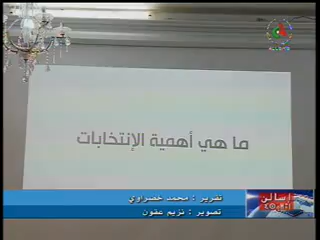 ما هي أهمية الإنتخابات
تقرير : محمد خضراوي
تصوير : نزيم عقون